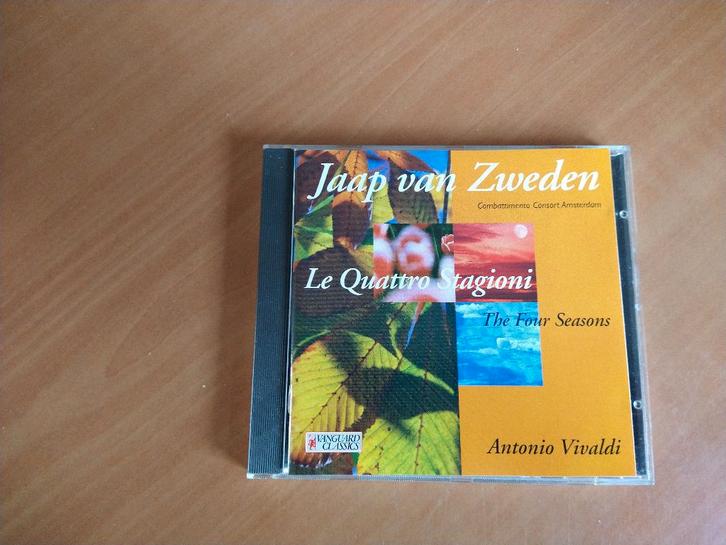 Jaap van Zweden
Combattimento Consort Amsterdam
Le Quattro Stagioni
The Four Seasons
VANGUARD
CLASSICS
Antonio Vivaldi